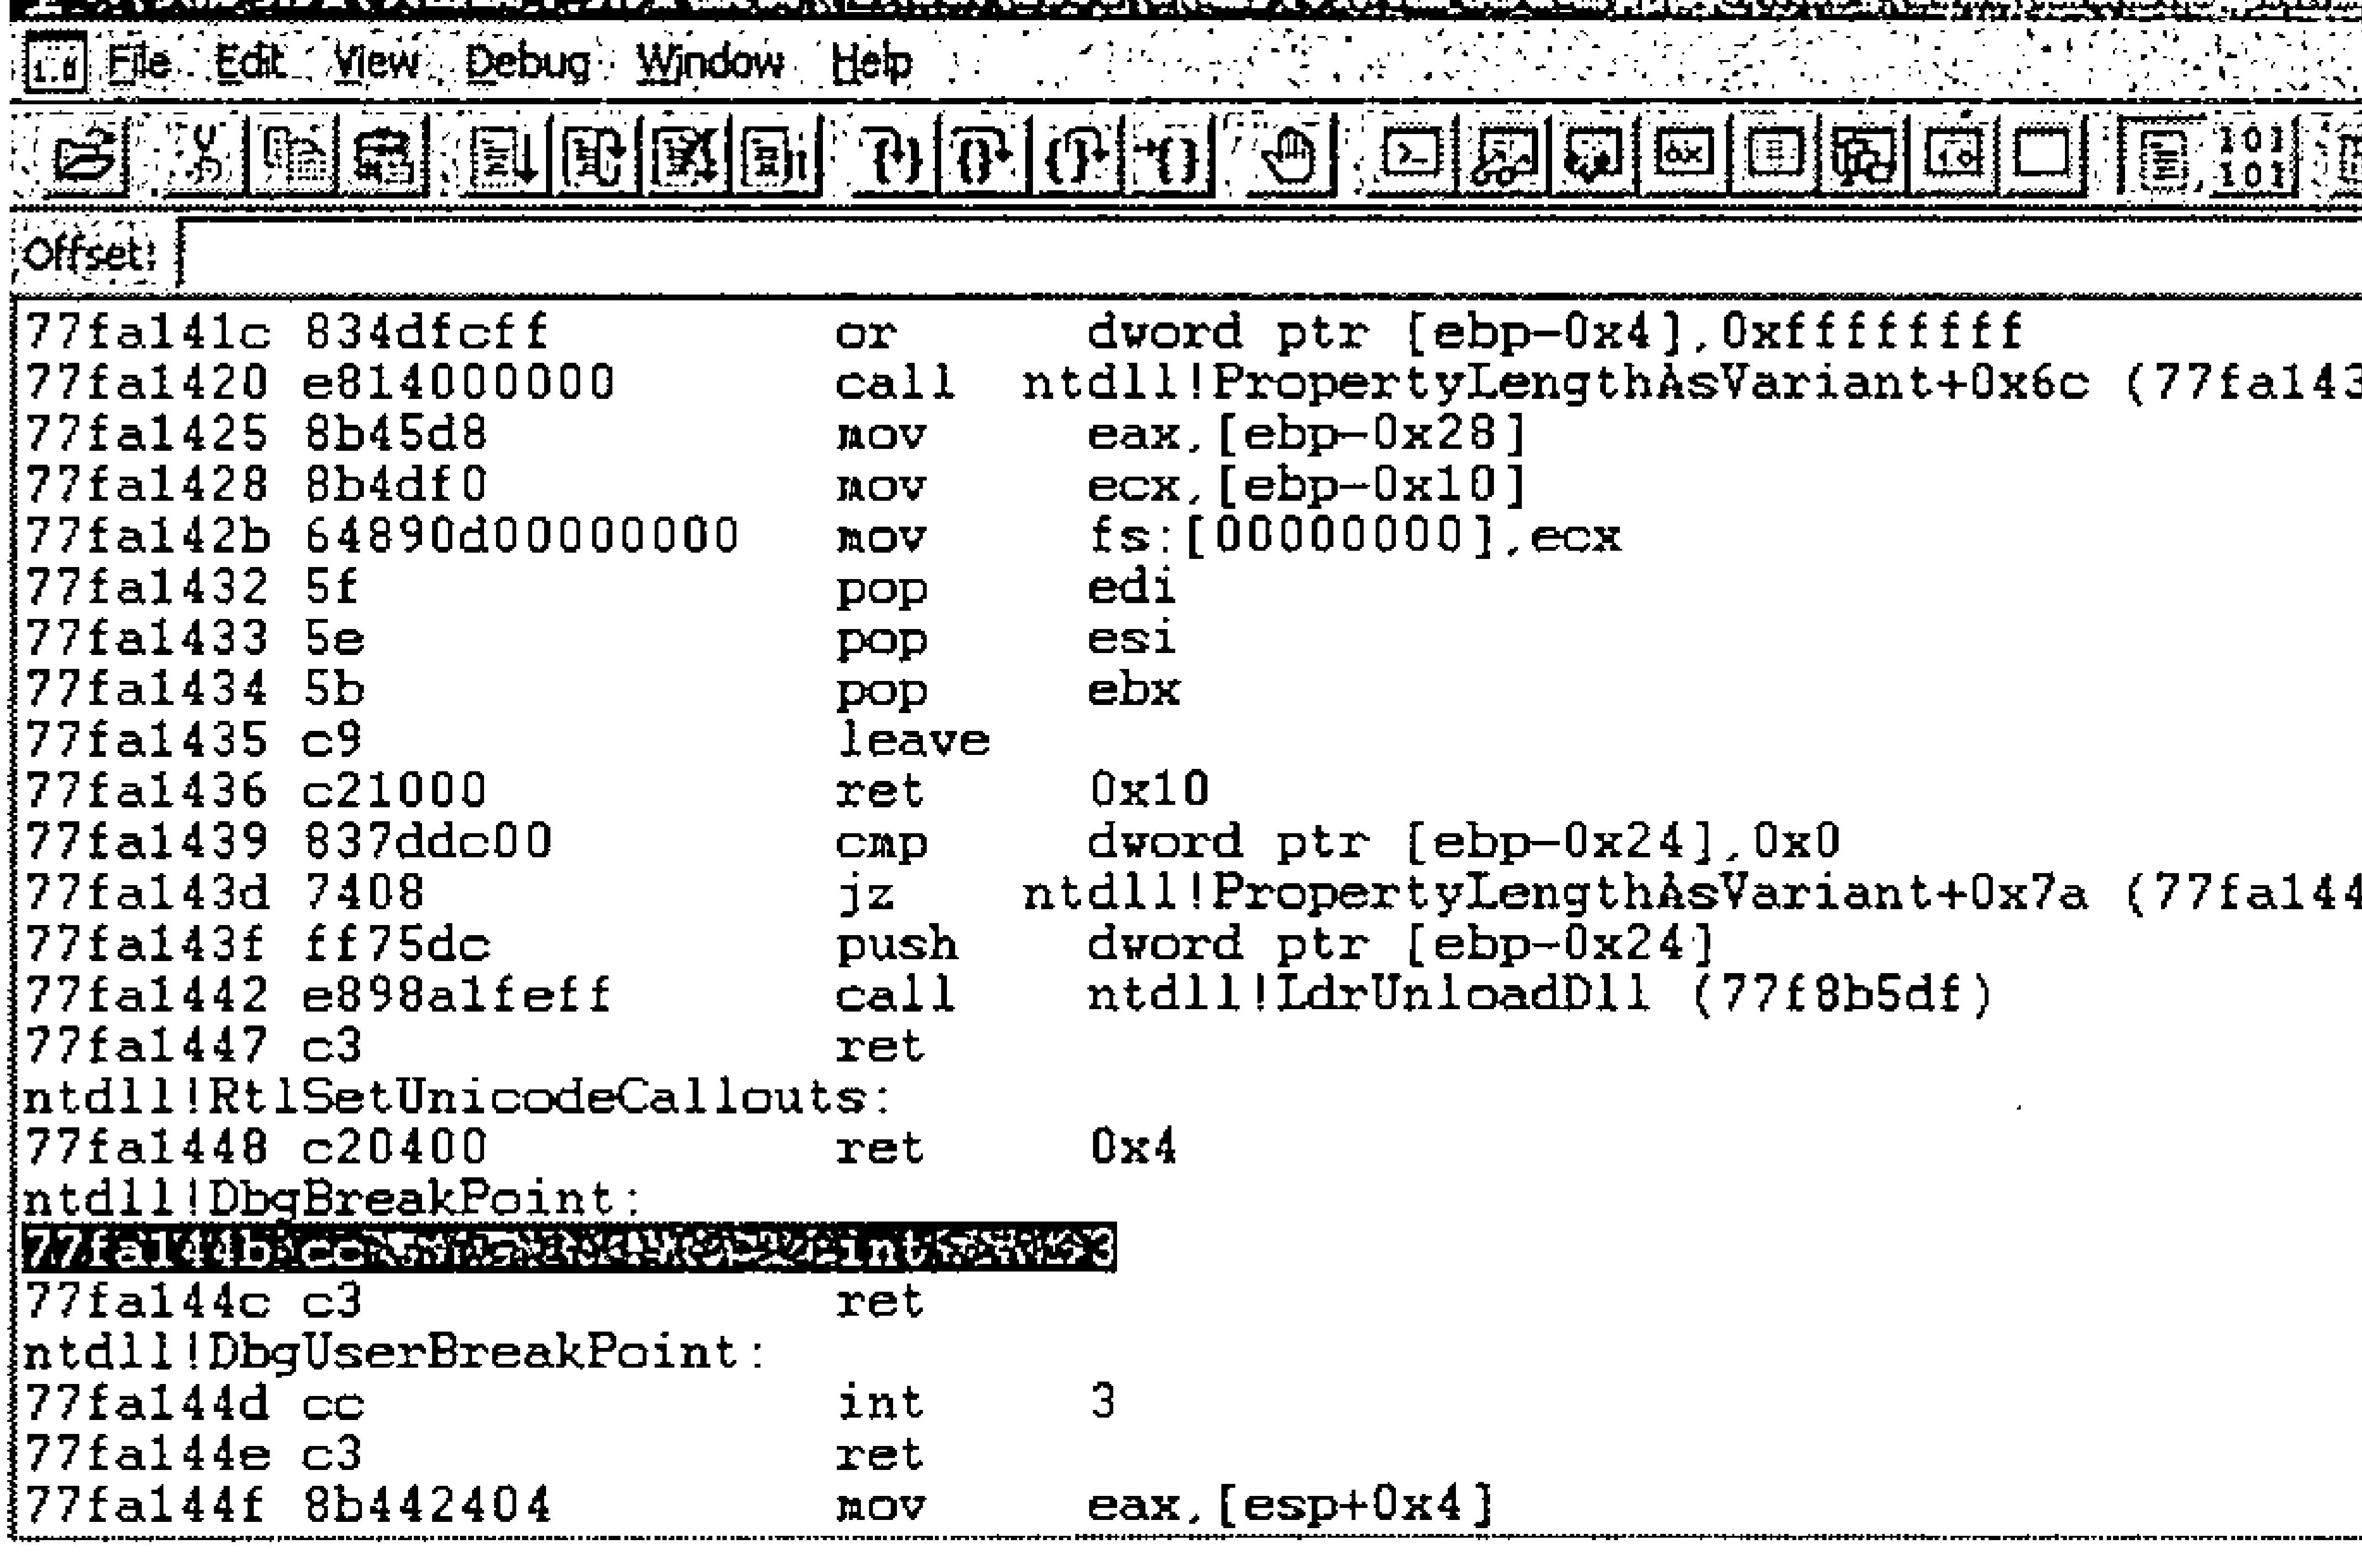 File Edit View Debug Window Help
101
101
Offset:
77fa141c 834dfcff or dword ptr [ebp-0x4],0xffffffff
77fa1420 e814000000 call ntdll!PropertyLengthAsVariant+0x6c (77fa143
77fa1425 8b45d8 mov eax,[ebp-0x28]
77fa1428 8b4df0 mov ecx,[ebp-0x10]
77fa142b 64890d00000000 mov fs:[00000000],ecx
77fa1432 5f pop edi
77fa1433 5e pop esi
77fa1434 5b pop ebx
77fa1435 c9 leave
77fa1436 c21000 ret 0x10
77fa1439 837ddc00 cmp dword ptr [ebp-0x24],0x0
77fa143d 7408 jz ntdll!PropertyLengthAsVariant+0x7a (77fa144
77fa143f ff75dc push dword ptr [ebp-0x24]
77fa1442 e898a1feff call ntdll!LdrUnloadDll (77f8b5df)
77fa1447 c3 ret
ntdll!RtlSetUnicodeCallouts:
77fa1448 c20400 ret 0x4
ntdll!DbgBreakPoint:
77fa144b cc int 3
77fa144c c3 ret
ntdll!DbgUserBreakPoint:
77fa144d cc int 3
77fa144e c3 ret
77fa144f 8b442404 mov eax,[esp+0x4]